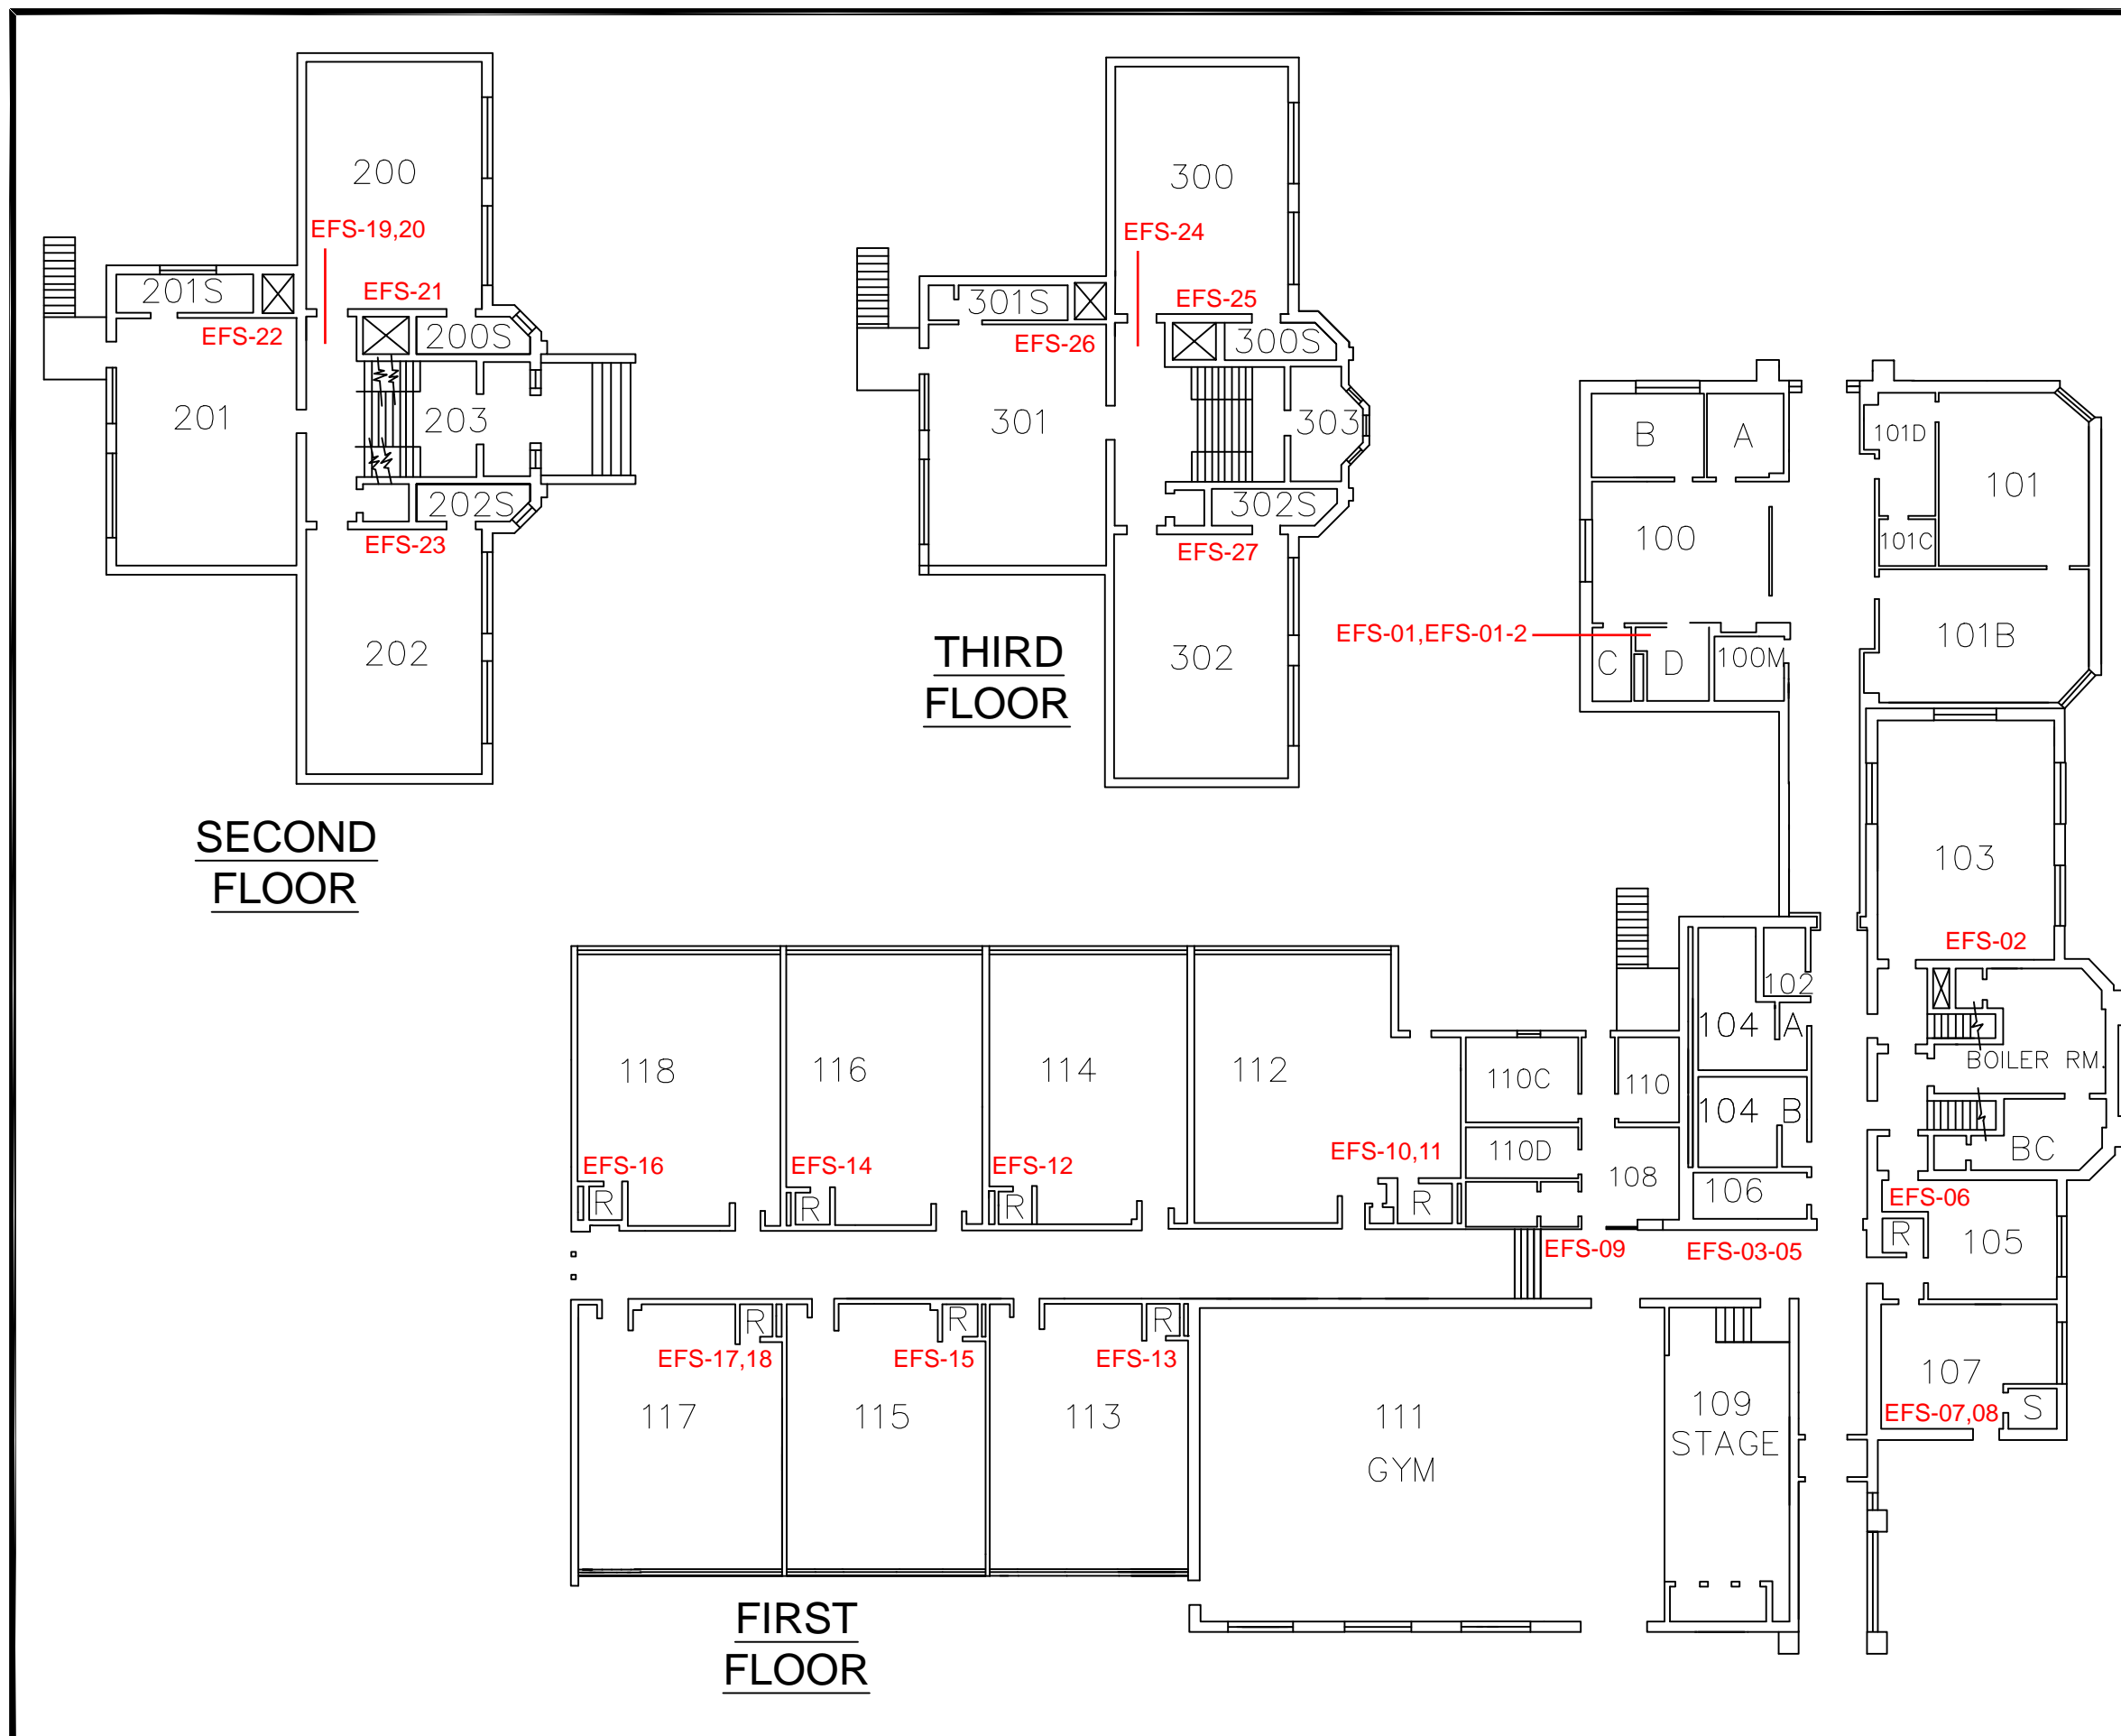 200
EFS-19,20
201S
EFS-21
EFS-22
200S
201
203
202S
EFS-23
202
SECOND
FLOOR
300
EFS-24
301S
EFS-25
EFS-26
300S
301
303
302S
EFS-27
302
THIRD
FLOOR
B
A
100
EFS-01,EFS-01-2
C
D
100M
101D
101
101C
101B
103
EFS-02
102
104
A
BOILER RM.
104
B
BC
106
EFS-06
R
105
107
EFS-07,08
S
118
116
114
112
110C
110
110D
108
EFS-16
EFS-14
EFS-12
EFS-10,11
R
R
R
R
EFS-09
EFS-03-05
R
R
R
EFS-17,18
EFS-15
EFS-13
117
115
113
111
GYM
109
STAGE
FIRST
FLOOR